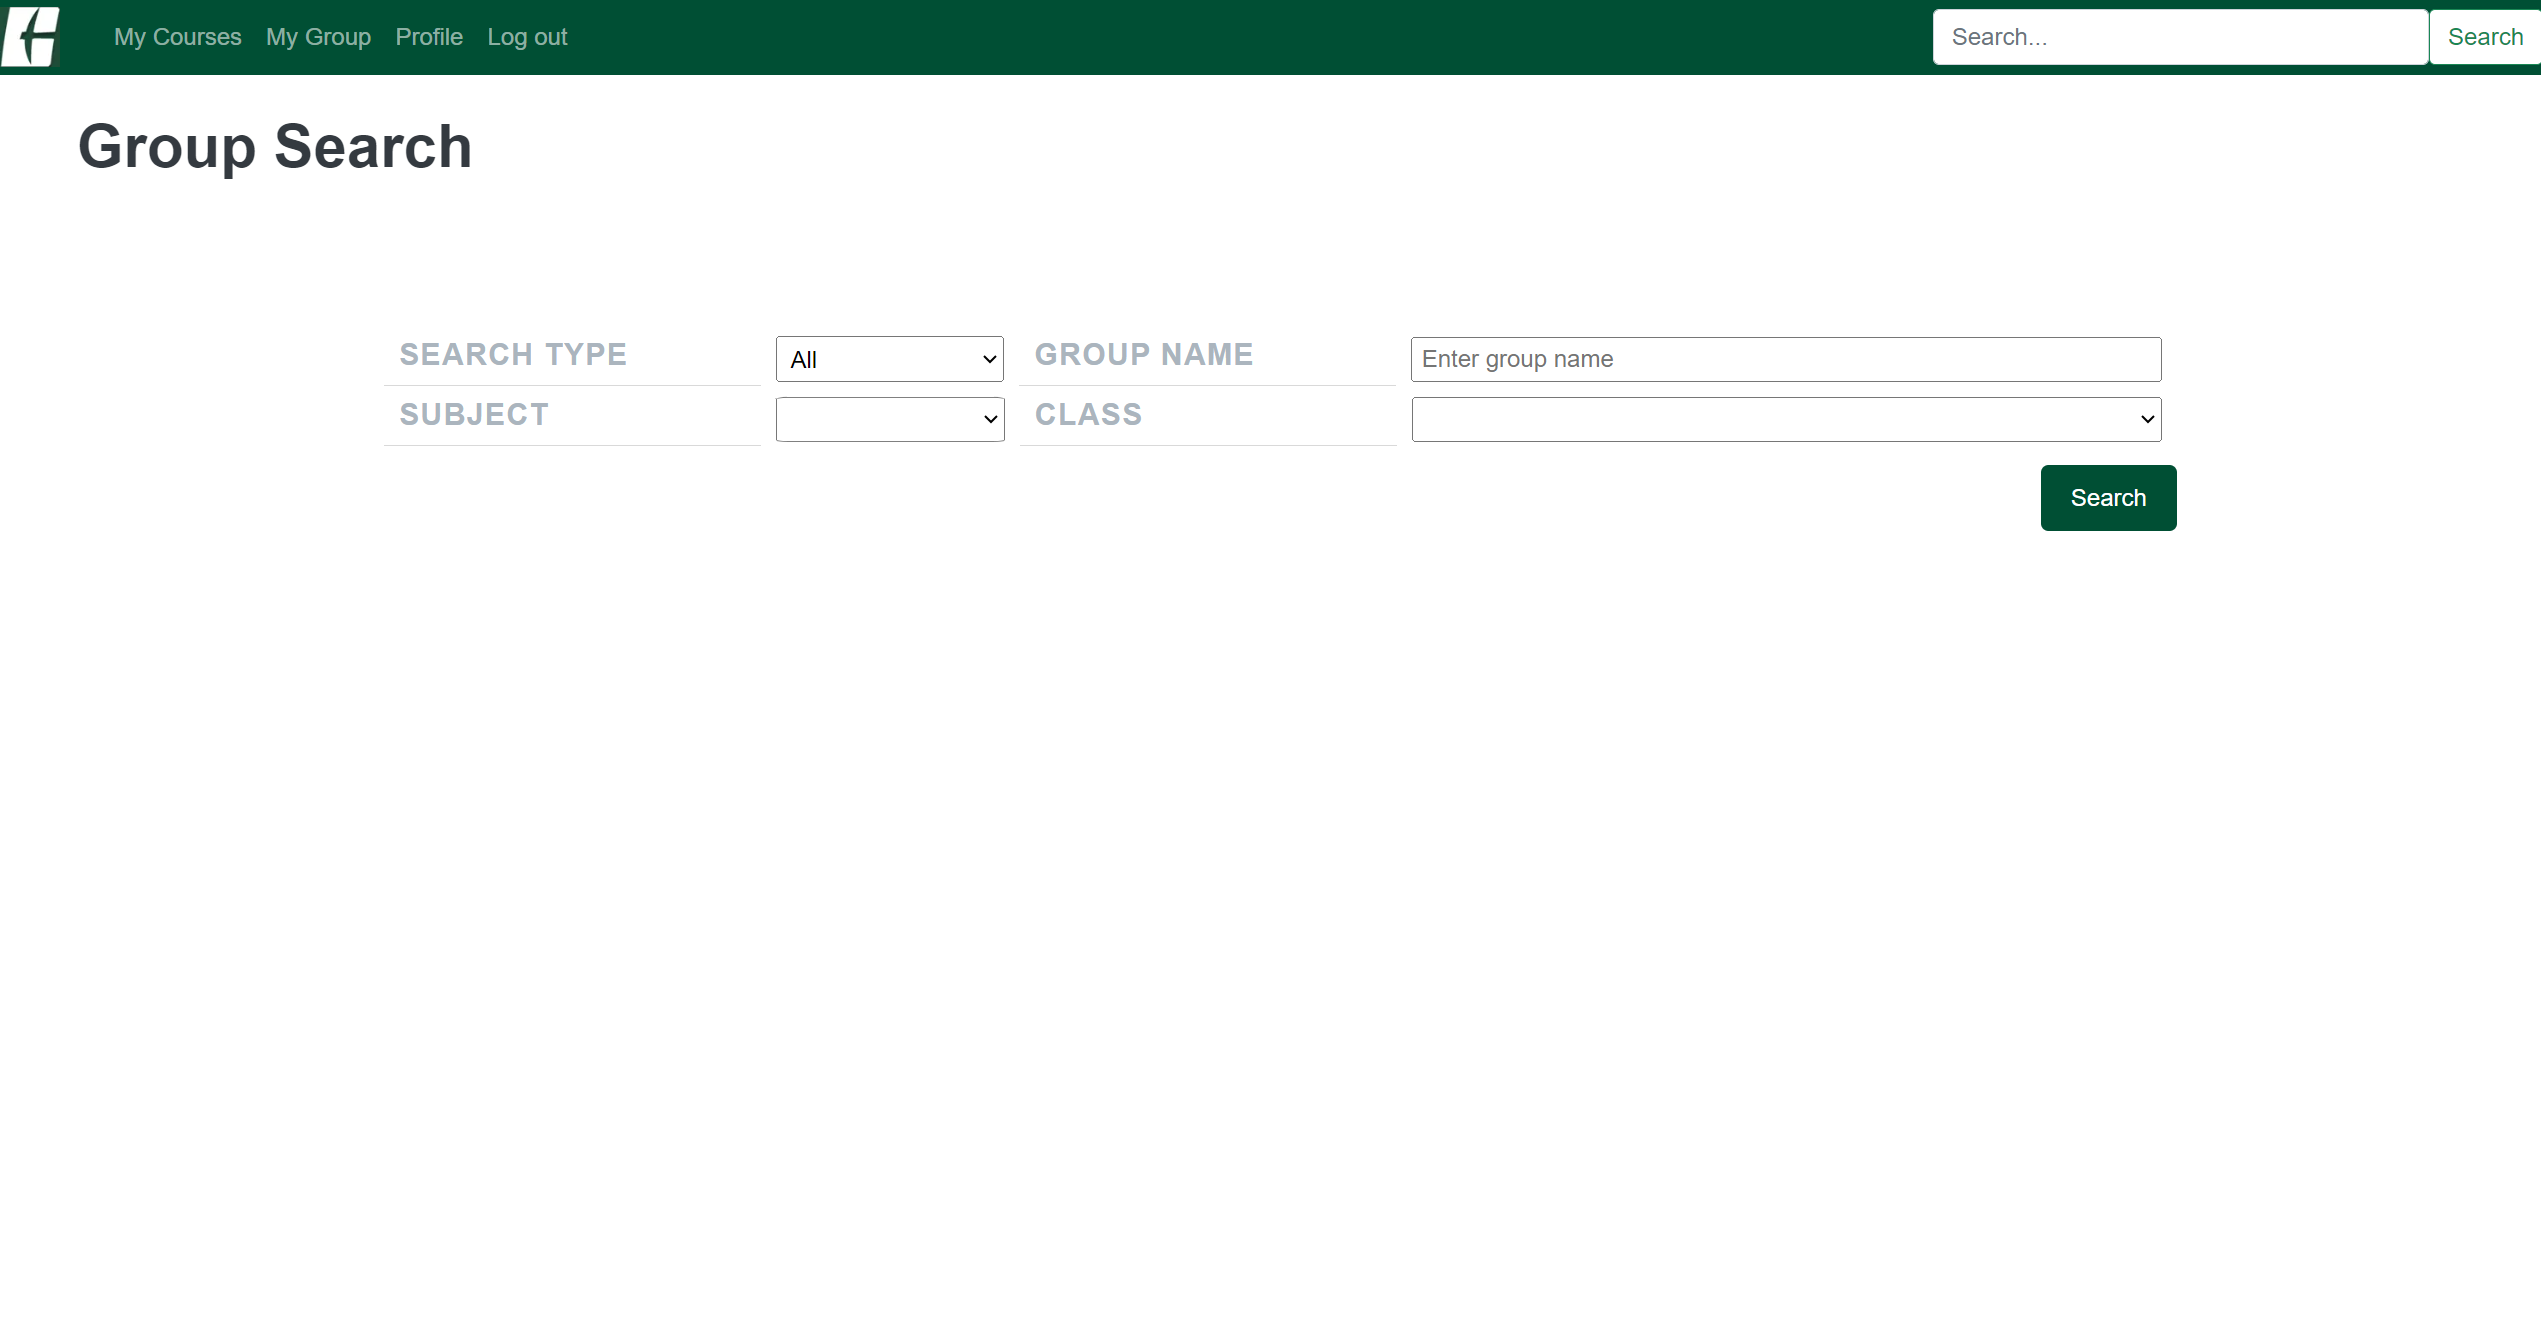 My Courses My Group Profile Log out Search... Search
Group Search
SEARCH TYPE All GROUP NAME Enter group name
SUBJECT CLASS
Search